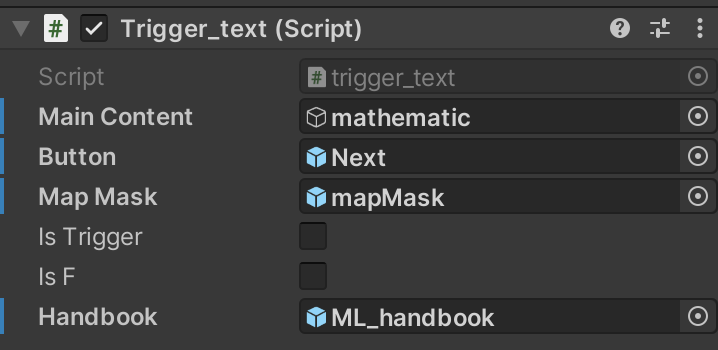 # Trigger_text (Script)
Script # trigger_text
Main Content mathematic
Button Next
Map Mask mapMask
Is Trigger
Is F
Handbook ML_handbook